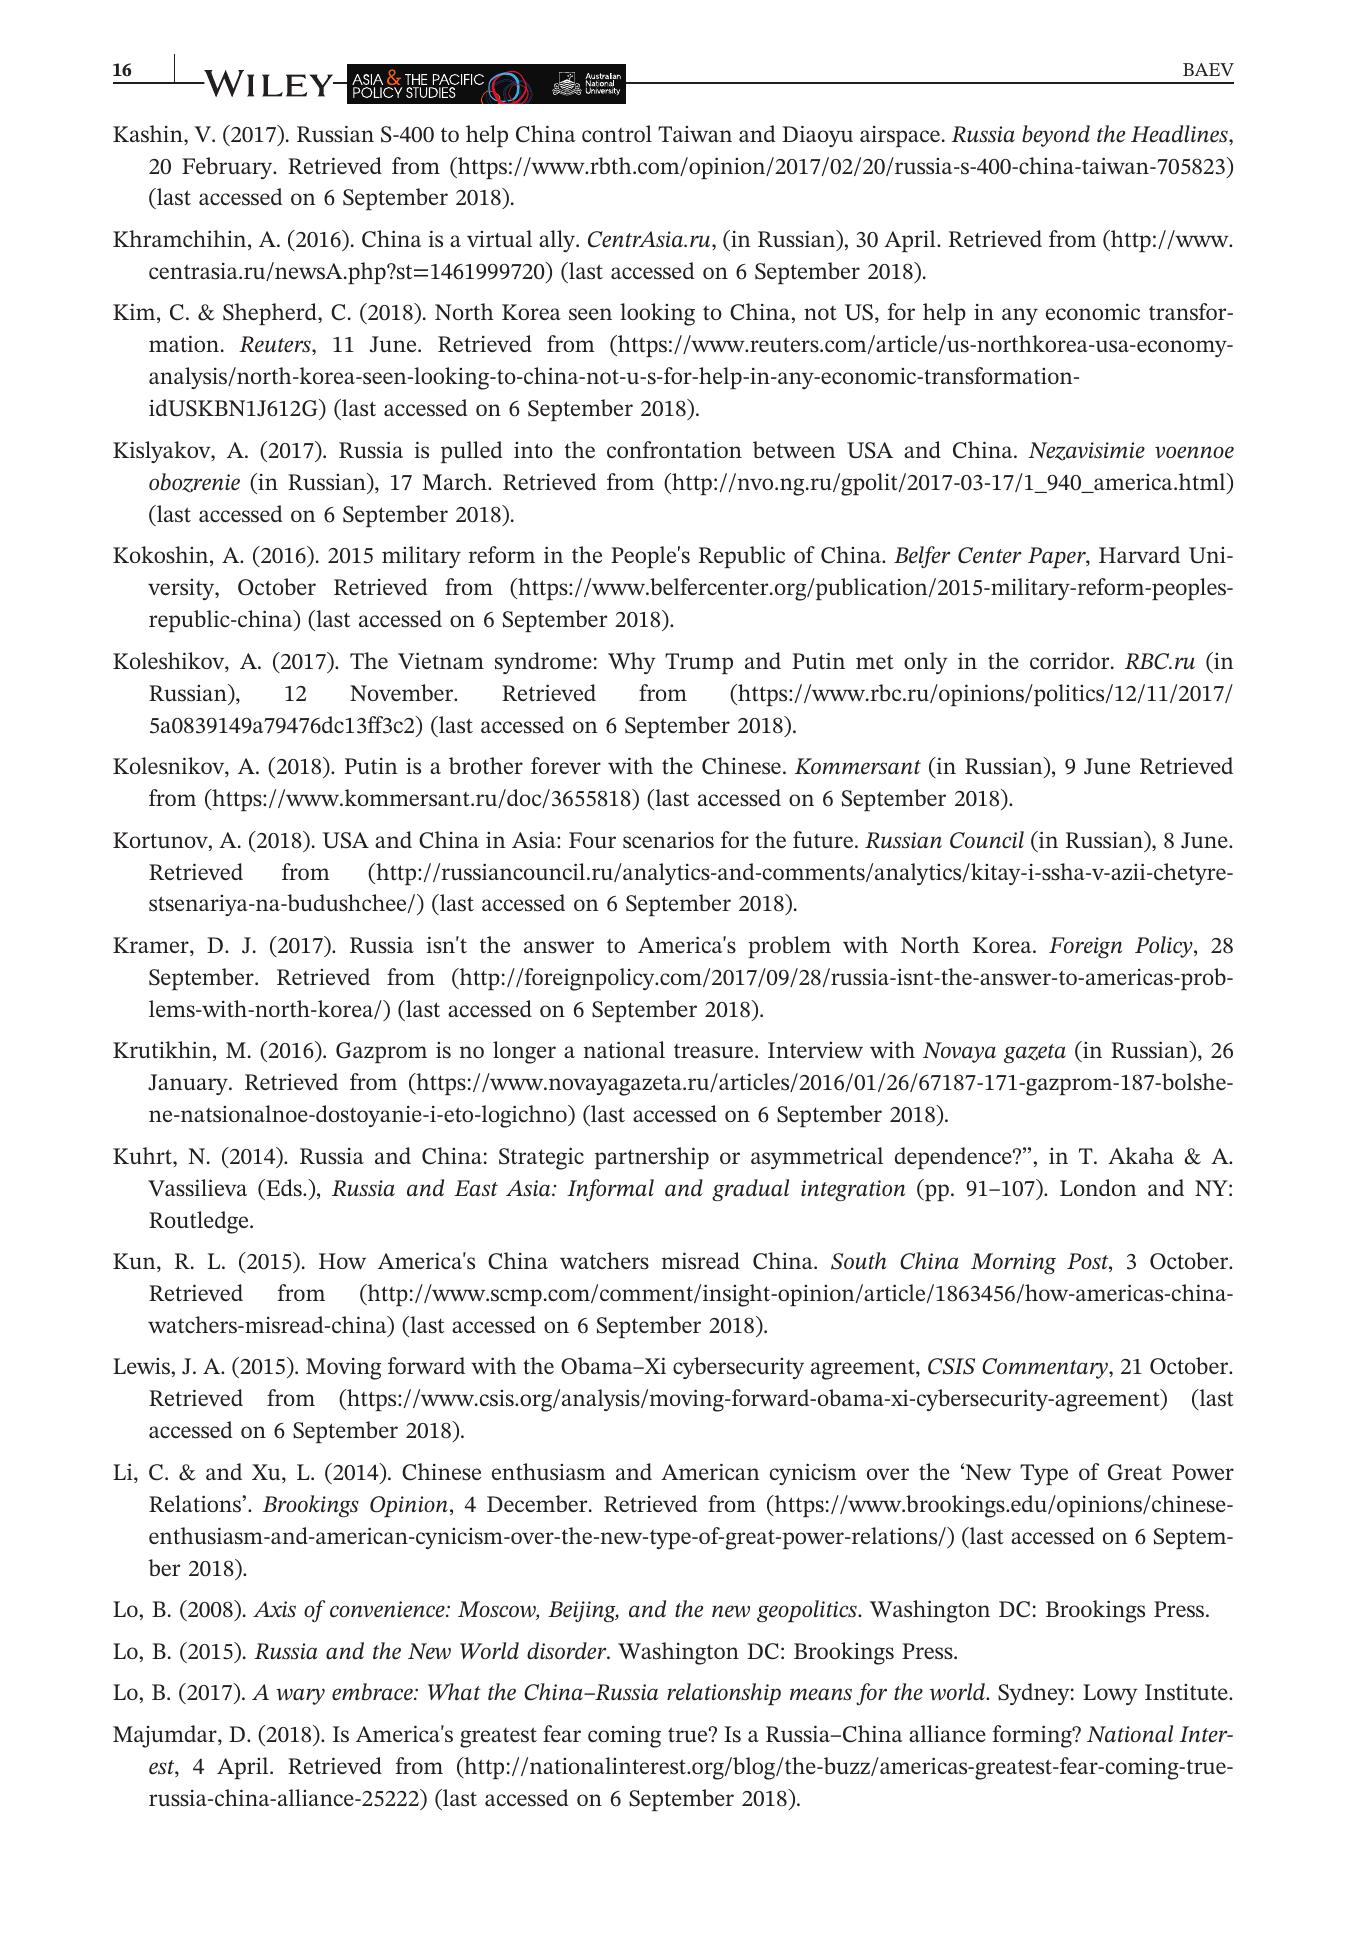 16
WILEY
ASIA & THE PACIFIC
POLICY STUDIES
Australian
National
University
BAEV
Kashin, V. (2017). Russian S-400 to help China control Taiwan and Diaoyu airspace. Russia beyond the Headlines,
20 February. Retrieved from (https://www.rbth.com/opinion/2017/02/20/russia-s-400-china-taiwan-705823)
(last accessed on 6 September 2018).
Khramchihin, A. (2016). China is a virtual ally. CentrAsia.ru, (in Russian), 30 April. Retrieved from (http://www.
centrasia.ru/newsA.php?st=1461999720) (last accessed on 6 September 2018).
Kim, C. & Shepherd, C. (2018). North Korea seen looking to China, not US, for help in any economic transfor-
mation. Reuters, 11 June. Retrieved from (https://www.reuters.com/article/us-northkorea-usa-economy-
analysis/north-korea-seen-looking-to-china-not-u-s-for-help-in-any-economic-transformation-
idUSKBN1J612G) (last accessed on 6 September 2018).
Kislyakov, A. (2017). Russia is pulled into the confrontation between USA and China. Nezavisimie voennoe
obozrenie (in Russian), 17 March. Retrieved from (http://nvo.ng.ru/gpolit/2017-03-17/1_940_america.html)
(last accessed on 6 September 2018).
Kokoshin, A. (2016). 2015 military reform in the People's Republic of China. Belfer Center Paper, Harvard Uni-
versity, October Retrieved from (https://www.belfercenter.org/publication/2015-military-reform-peoples-
republic-china) (last accessed on 6 September 2018).
Koleshikov, A. (2017). The Vietnam syndrome: Why Trump and Putin met only in the corridor. RBC.ru (in
Russian), 12 November. Retrieved from (https://www.rbc.ru/opinions/politics/12/11/2017/
5a0839149a79476dc13ff3c2) (last accessed on 6 September 2018).
Kolesnikov, A. (2018). Putin is a brother forever with the Chinese. Kommersant (in Russian), 9 June Retrieved
from (https://www.kommersant.ru/doc/3655818) (last accessed on 6 September 2018).
Kortunov, A. (2018). USA and China in Asia: Four scenarios for the future. Russian Council (in Russian), 8 June.
Retrieved from (http://russiancouncil.ru/analytics-and-comments/analytics/kitay-i-ssha-v-azii-chetyre-
stsenariya-na-budushchee/) (last accessed on 6 September 2018).
Kramer, D. J. (2017). Russia isn't the answer to America's problem with North Korea. Foreign Policy, 28
September. Retrieved from (http://foreignpolicy.com/2017/09/28/russia-isnt-the-answer-to-americas-prob-
lems-with-north-korea/) (last accessed on 6 September 2018).
Krutikhin, M. (2016). Gazprom is no longer a national treasure. Interview with Novaya gazeta (in Russian), 26
January. Retrieved from (https://www.novayagazeta.ru/articles/2016/01/26/67187-171-gazprom-187-bolshe-
ne-natsionalnoe-dostoyanie-i-eto-logichno) (last accessed on 6 September 2018).
Kuhrt, N. (2014). Russia and China: Strategic partnership or asymmetrical dependence?”, in T. Akaha & A.
Vassilieva (Eds.), Russia and East Asia: Informal and gradual integration (pp. 91–107). London and NY:
Routledge.
Kun, R. L. (2015). How America's China watchers misread China. South China Morning Post, 3 October.
Retrieved from (http://www.scmp.com/comment/insight-opinion/article/1863456/how-americas-china-
watchers-misread-china) (last accessed on 6 September 2018).
Lewis, J. A. (2015). Moving forward with the Obama–Xi cybersecurity agreement, CSIS Commentary, 21 October.
Retrieved from (https://www.csis.org/analysis/moving-forward-obama-xi-cybersecurity-agreement) (last
accessed on 6 September 2018).
Li, C. & and Xu, L. (2014). Chinese enthusiasm and American cynicism over the ‘New Type of Great Power
Relations’. Brookings Opinion, 4 December. Retrieved from (https://www.brookings.edu/opinions/chinese-
enthusiasm-and-american-cynicism-over-the-new-type-of-great-power-relations/) (last accessed on 6 Septem-
ber 2018).
Lo, B. (2008). Axis of convenience: Moscow, Beijing, and the new geopolitics. Washington DC: Brookings Press.
Lo, B. (2015). Russia and the New World disorder. Washington DC: Brookings Press.
Lo, B. (2017). A wary embrace: What the China–Russia relationship means for the world. Sydney: Lowy Institute.
Majumdar, D. (2018). Is America's greatest fear coming true? Is a Russia–China alliance forming? National Inter-
est, 4 April. Retrieved from (http://nationalinterest.org/blog/the-buzz/americas-greatest-fear-coming-true-
russia-china-alliance-25222) (last accessed on 6 September 2018).